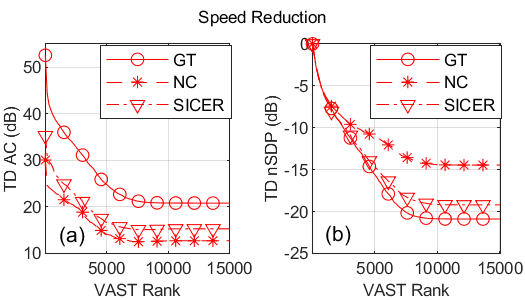 Speed Reduction
TD AC (dB)
50
40
30
20
10
GT
NC
SICER
(a)
5000 10000 15000
VAST Rank
TD nSDP (dB)
0
-5
-10
-15
-20
-25
GT
NC
SICER
(b)
5000 10000 15000
VAST Rank